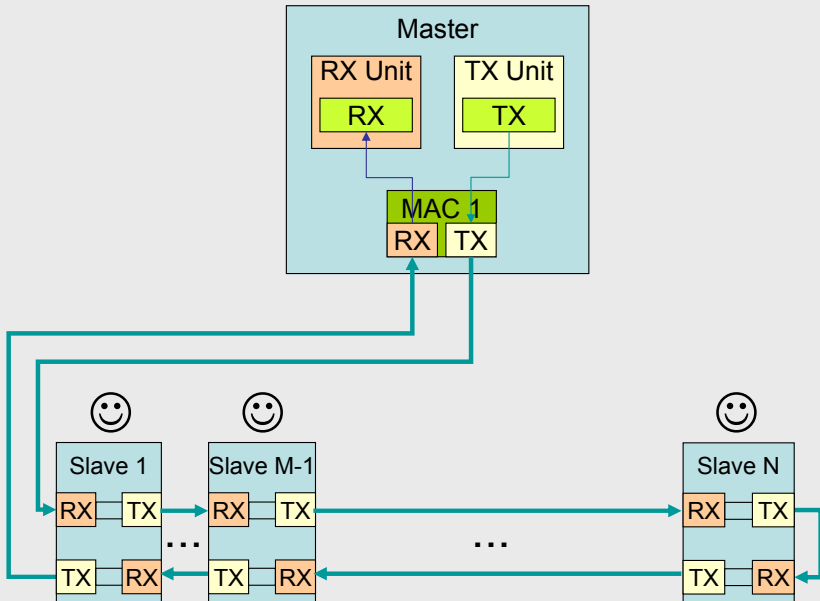 Master
RX Unit TX Unit
RX TX
MAC 1
RX TX
Slave 1 Slave M-1 Slave N
RX TX RX TX RX TX
... ...
TX RX TX RX TX RX